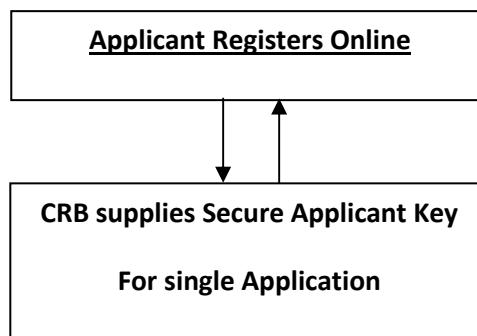 Applicant Registers Online
CRB supplies Secure Applicant Key
For single Application